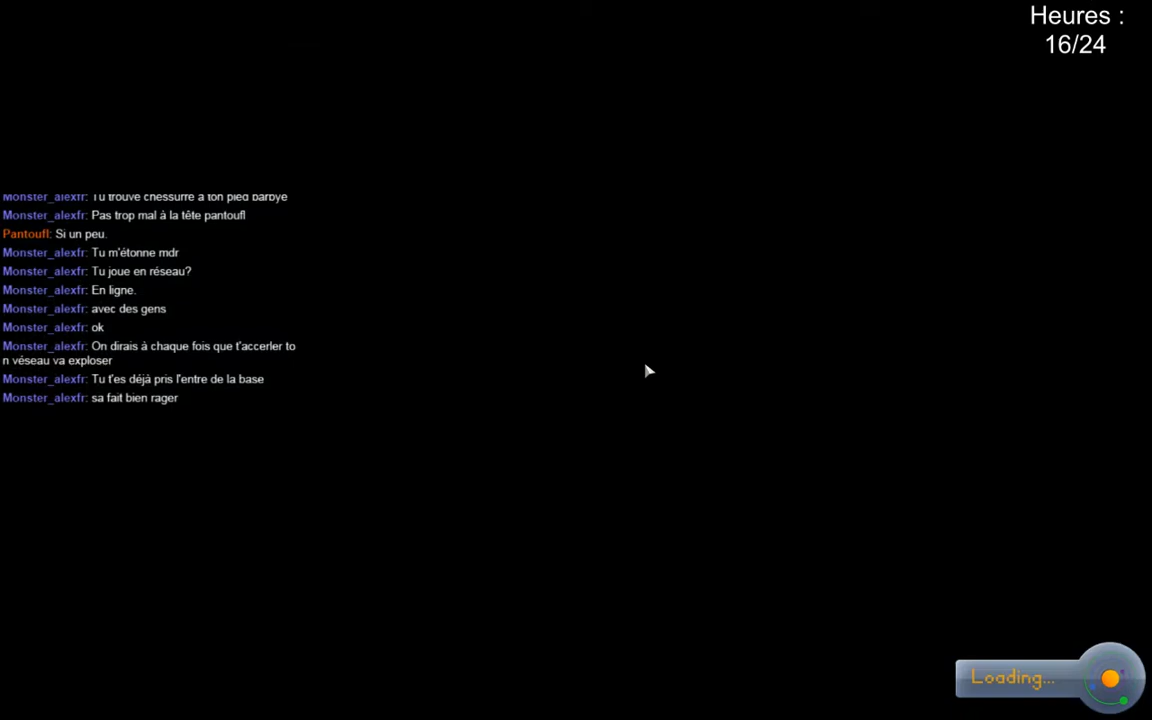 Heures :
16/24
Monster_alexfr: Tu trouve chessurre a ton pied barbye
Monster_alexfr: Pas trop mal à la tête pantoufl
Pantoufl: Si un peu.
Monster_alexfr: Tu m'étonne mdr
Monster_alexfr: Tu joue en réseau?
Monster_alexfr: En ligne.
Monster_alexfr: avec des gens
Monster_alexfr: ok
Monster_alexfr: On dirais à chaque fois que t'accerler to
n véseau va exploser
Monster_alexfr: Tu t'es déjà pris l'entre de la base
Monster_alexfr: sa fait bien rager
Loading...